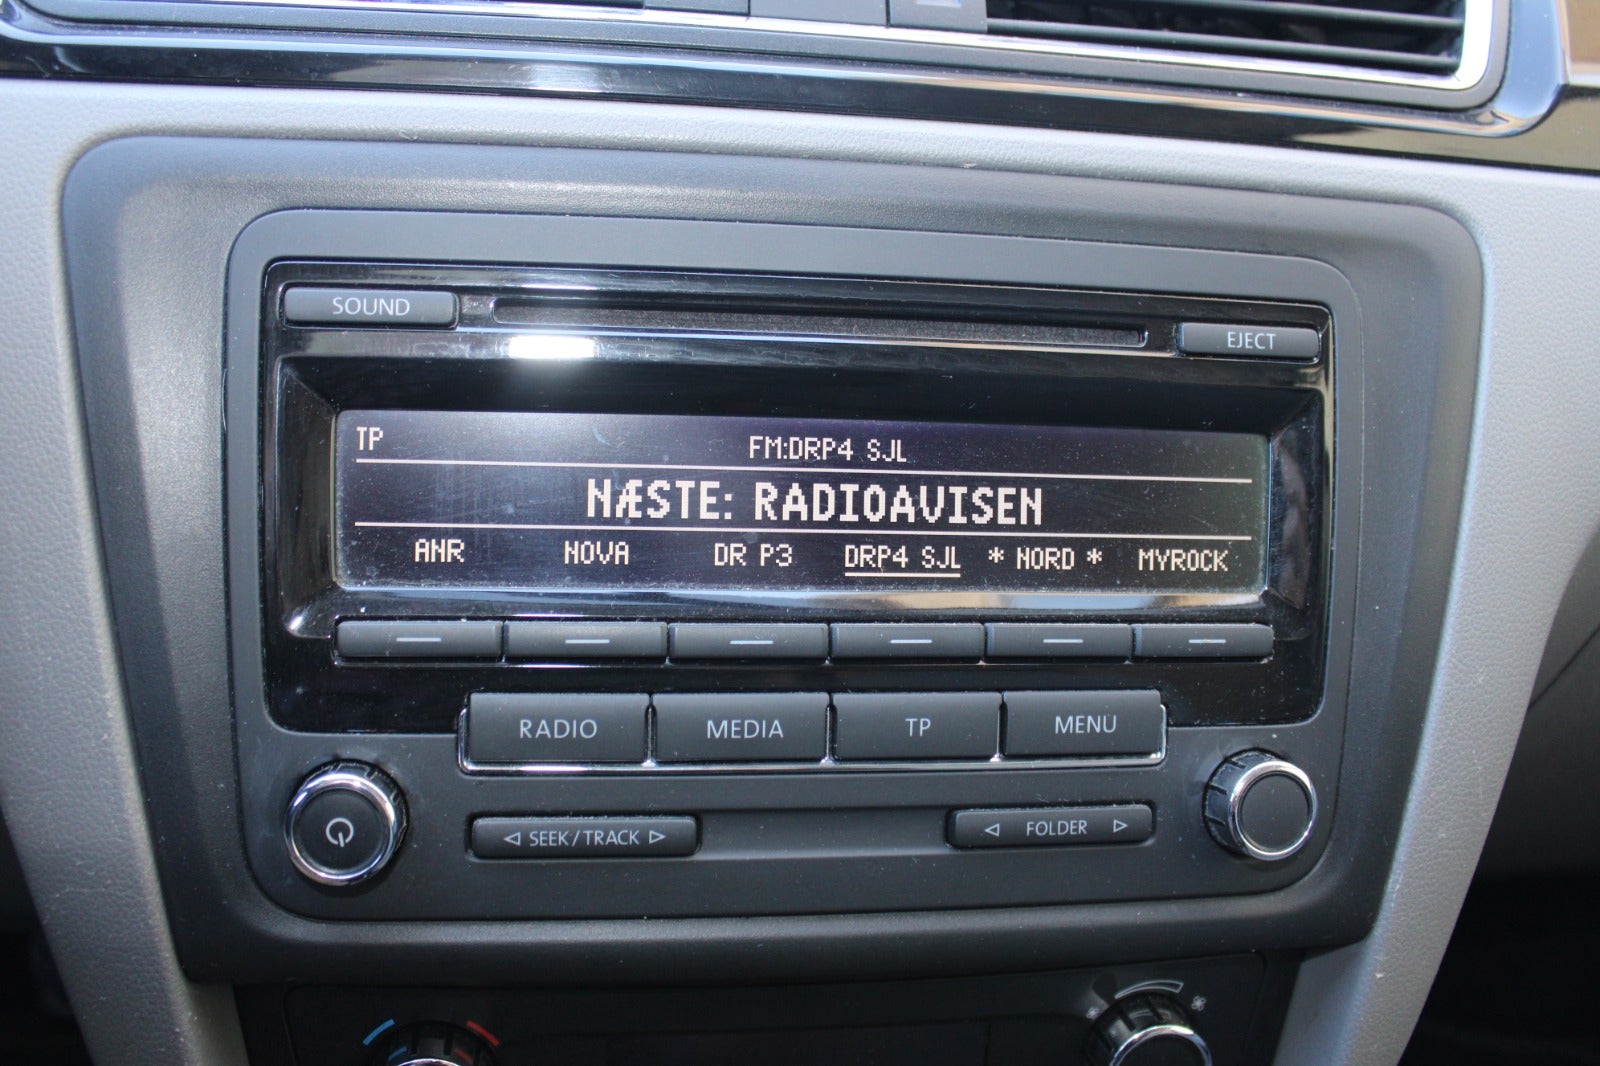 SOUND
EJECT
TP
FM:DRP4 SJL
NÆSTE: RADIOAVISEN
ANR NOVA DR P3 DRP4 SJL * NORD * MYROCK
RADIO MEDIA TP MENU
SEEK/TRACK
FOLDER